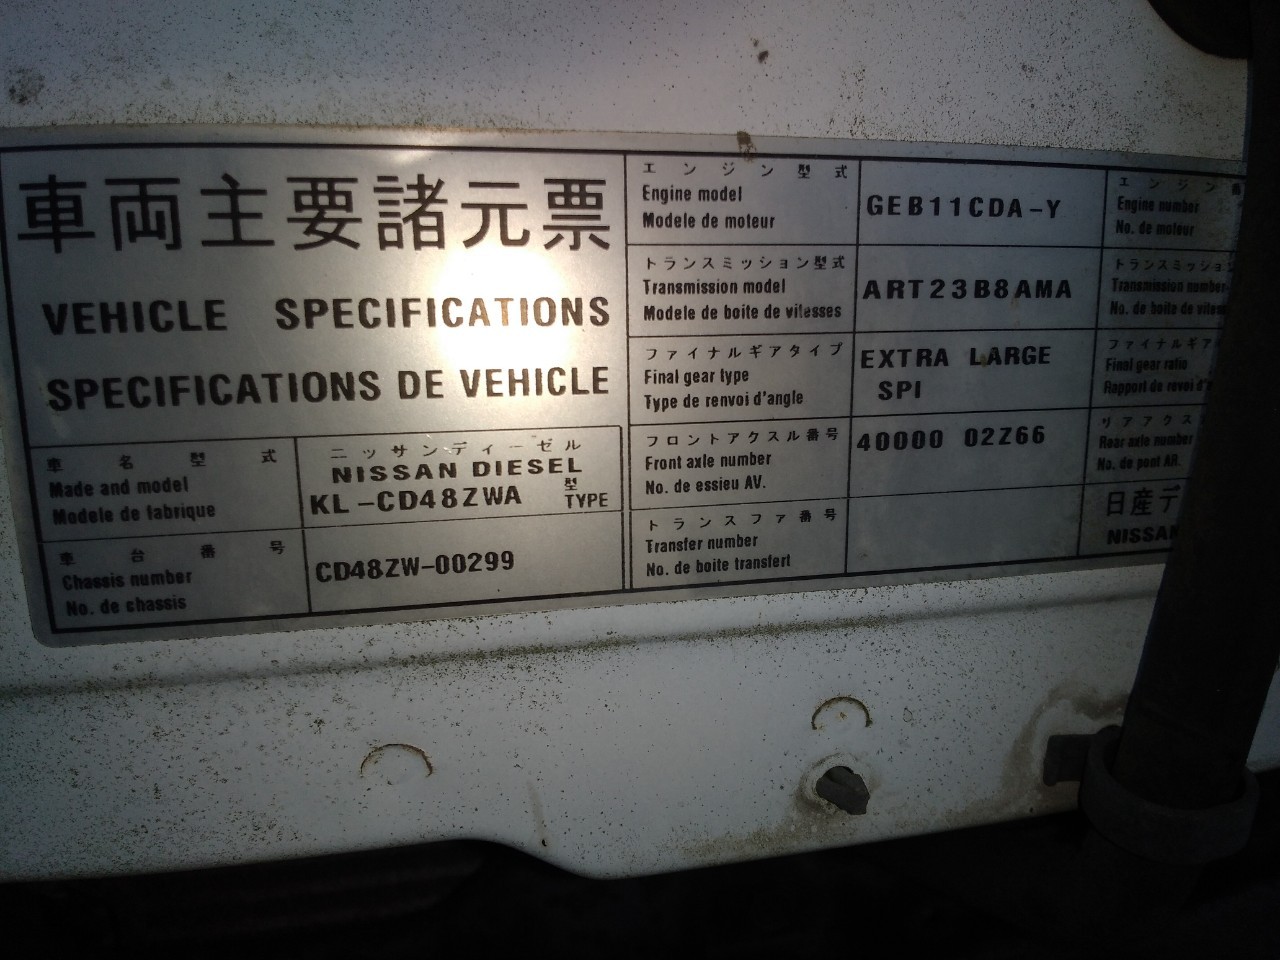 車両主要諸元票
VEHICLE SPECIFICATIONS
SPECIFICATIONS DE VEHICLE
車名型式
Made and model
Modele de fabrique
ニッサンディーゼル
NISSAN DIESEL
KL-CD48ZWA 型 TYPE
車台番号
Chassis number
No. de chassis
CD48ZW-00299
エンジン型式
Engine model
Modele de moteur
GEB11CDA-Y
トランスミッション型式
Transmission model
Modele de boite de vitesses
ART23B8AMA
ファイナルギアタイプ
Final gear type
Type de renvoi d'angle
EXTRA LARGE
SPI
フロントアクスル番号
Front axle number
No. de essieu AV.
40000 02Z66
トランスファ番号
Transfer number
No. de boite transfert
エンジン
Engine number
No. de moteur
トランスミッション
Transmission number
No. de boite de
ファイナルギア
Final gear ratio
Rapport de
リアアクス
Rear axle number
No. de pont AR.
日産デ
NISSAN